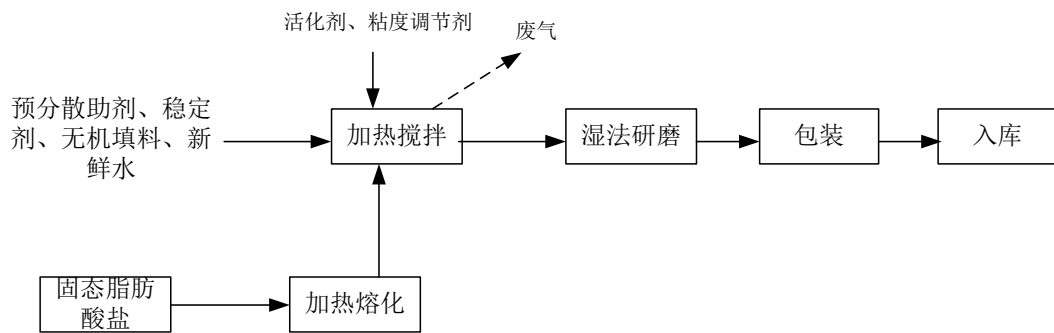 活化剂、粘度调节剂
废气
预分散助剂、稳定
剂、无机填料、新
鲜水
加热搅拌
湿法研磨
包装
入库
固态脂肪
酸盐
加热熔化